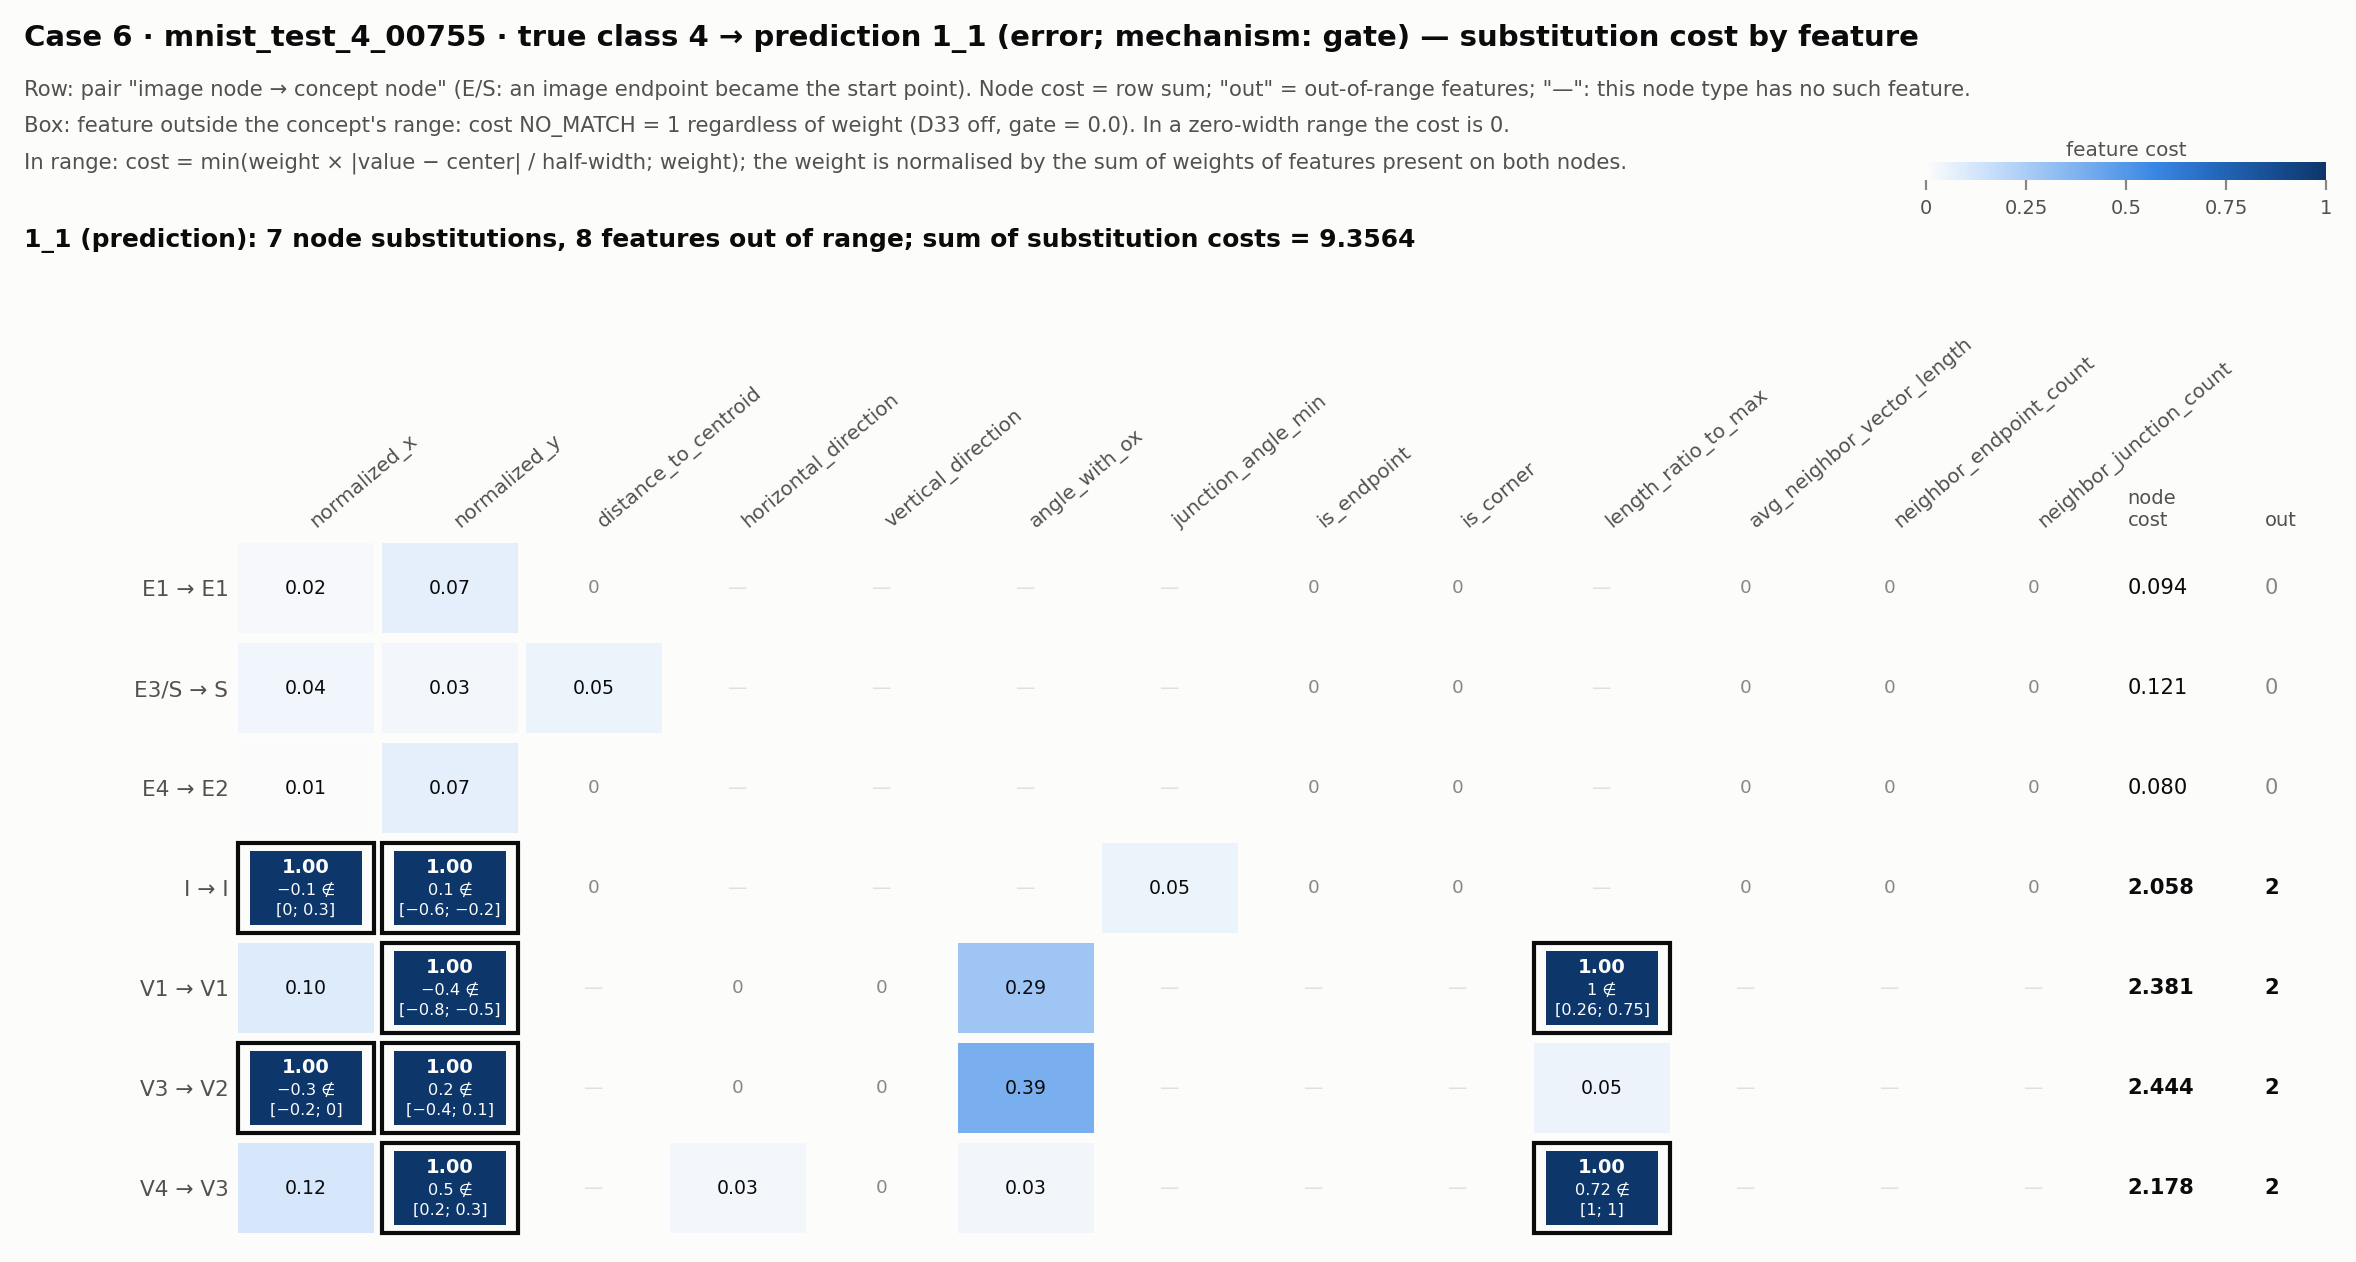 Case 6 · mnist_test_4_00755 · true class 4 → prediction 1_1 (error; mechanism: gate) — substitution cost by feature
Row: pair "image node → concept node" (E/S: an image endpoint became the start point). Node cost = row sum; "out" = out-of-range features; "—": this node type has no such feature.
Box: feature outside the concept's range: cost NO_MATCH = 1 regardless of weight (D33 off, gate = 0.0). In a zero-width range the cost is 0.
In range: cost = min(weight × |value − center| / half-width; weight); the weight is normalised by the sum of weights of features present on both nodes.
feature cost
0 0.25 0.5 0.75 1
1_1 (prediction): 7 node substitutions, 8 features out of range; sum of substitution costs = 9.3564
normalized_x
normalized_y
distance_to_centroid
horizontal_direction
vertical_direction
angle_with_ox
junction_angle_min
is_endpoint
is_corner
length_ratio_to_max
avg_neighbor_vector_length
neighbor_endpoint_count
neighbor_junction_count
node
cost
out
E1 → E1 0.02 0.07 0 — — — — 0 0 — 0 0 0 0.094 0
E3/S → S 0.04 0.03 0.05 — — — — 0 0 — 0 0 0 0.121 0
E4 → E2 0.01 0.07 0 — — — — 0 0 — 0 0 0 0.080 0
1.00 1.00
I → I −0.1 ∉ 0.1 ∉ 0 — — — 0.05 0 0 — 0 0 0 2.058 2
[0; 0.3] [−0.6; −0.2]
1.00 1.00
V1 → V1 0.10 −0.4 ∉ — 0 0 0.29 — — — 1 ∉ — — — 2.381 2
[−0.8; −0.5] [0.26; 0.75]
1.00 1.00
V3 → V2 −0.3 ∉ 0.2 ∉ — 0 0 0.39 — — — 0.05 — — — 2.444 2
[−0.2; 0] [−0.4; 0.1]
1.00 1.00
V4 → V3 0.12 0.5 ∉ — 0.03 0 0.03 — — — 0.72 ∉ — — — 2.178 2
[0.2; 0.3] [1; 1]